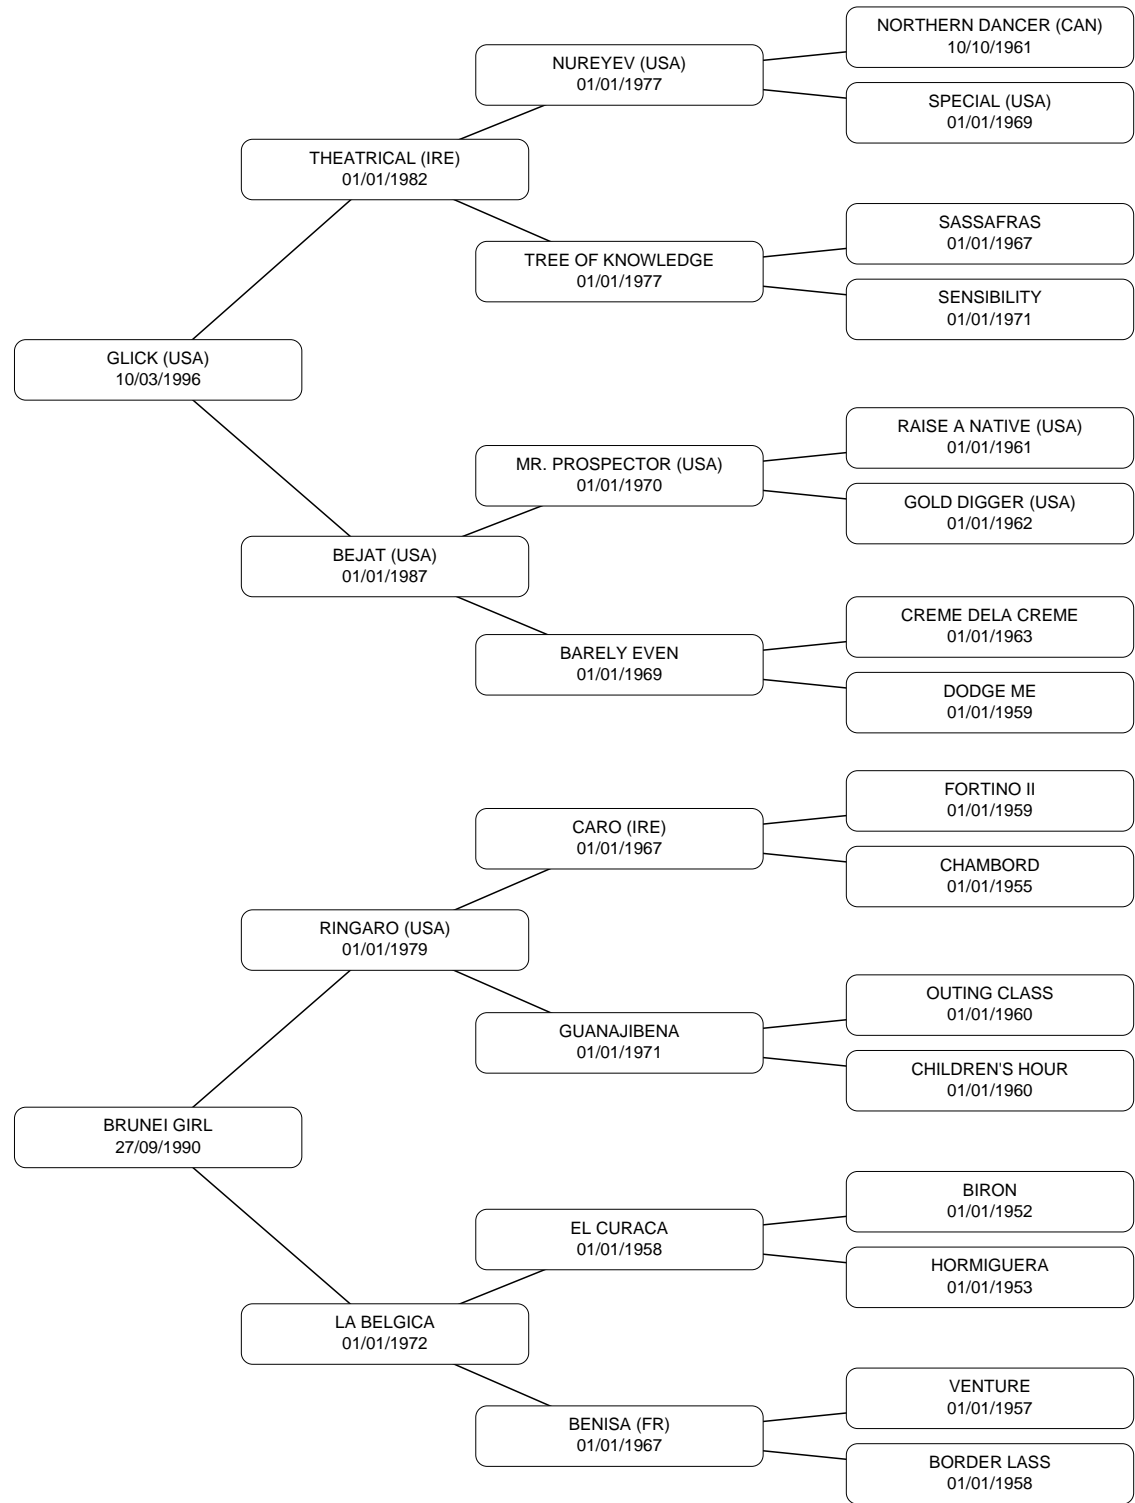 NORTHERN DANCER (CAN)
10/10/1961
NUREYEV (USA)
01/01/1977
SPECIAL (USA)
01/01/1969
THEATRICAL (IRE)
01/01/1982
SASSAFRAS
01/01/1967
TREE OF KNOWLEDGE
01/01/1977
SENSIBILITY
01/01/1971
GLICK (USA)
10/03/1996
RAISE A NATIVE (USA)
01/01/1961
MR. PROSPECTOR (USA)
01/01/1970
GOLD DIGGER (USA)
01/01/1962
BEJAT (USA)
01/01/1987
CREME DELA CREME
01/01/1963
BARELY EVEN
01/01/1969
DODGE ME
01/01/1959
FORTINO II
01/01/1959
CARO (IRE)
01/01/1967
CHAMBORD
01/01/1955
RINGARO (USA)
01/01/1979
OUTING CLASS
01/01/1960
GUANAJIBENA
01/01/1971
CHILDREN'S HOUR
01/01/1960
BRUNEI GIRL
27/09/1990
BIRON
01/01/1952
EL CURACA
01/01/1958
HORMIGUERA
01/01/1953
LA BELGICA
01/01/1972
VENTURE
01/01/1957
BENISA (FR)
01/01/1967
BORDER LASS
01/01/1958